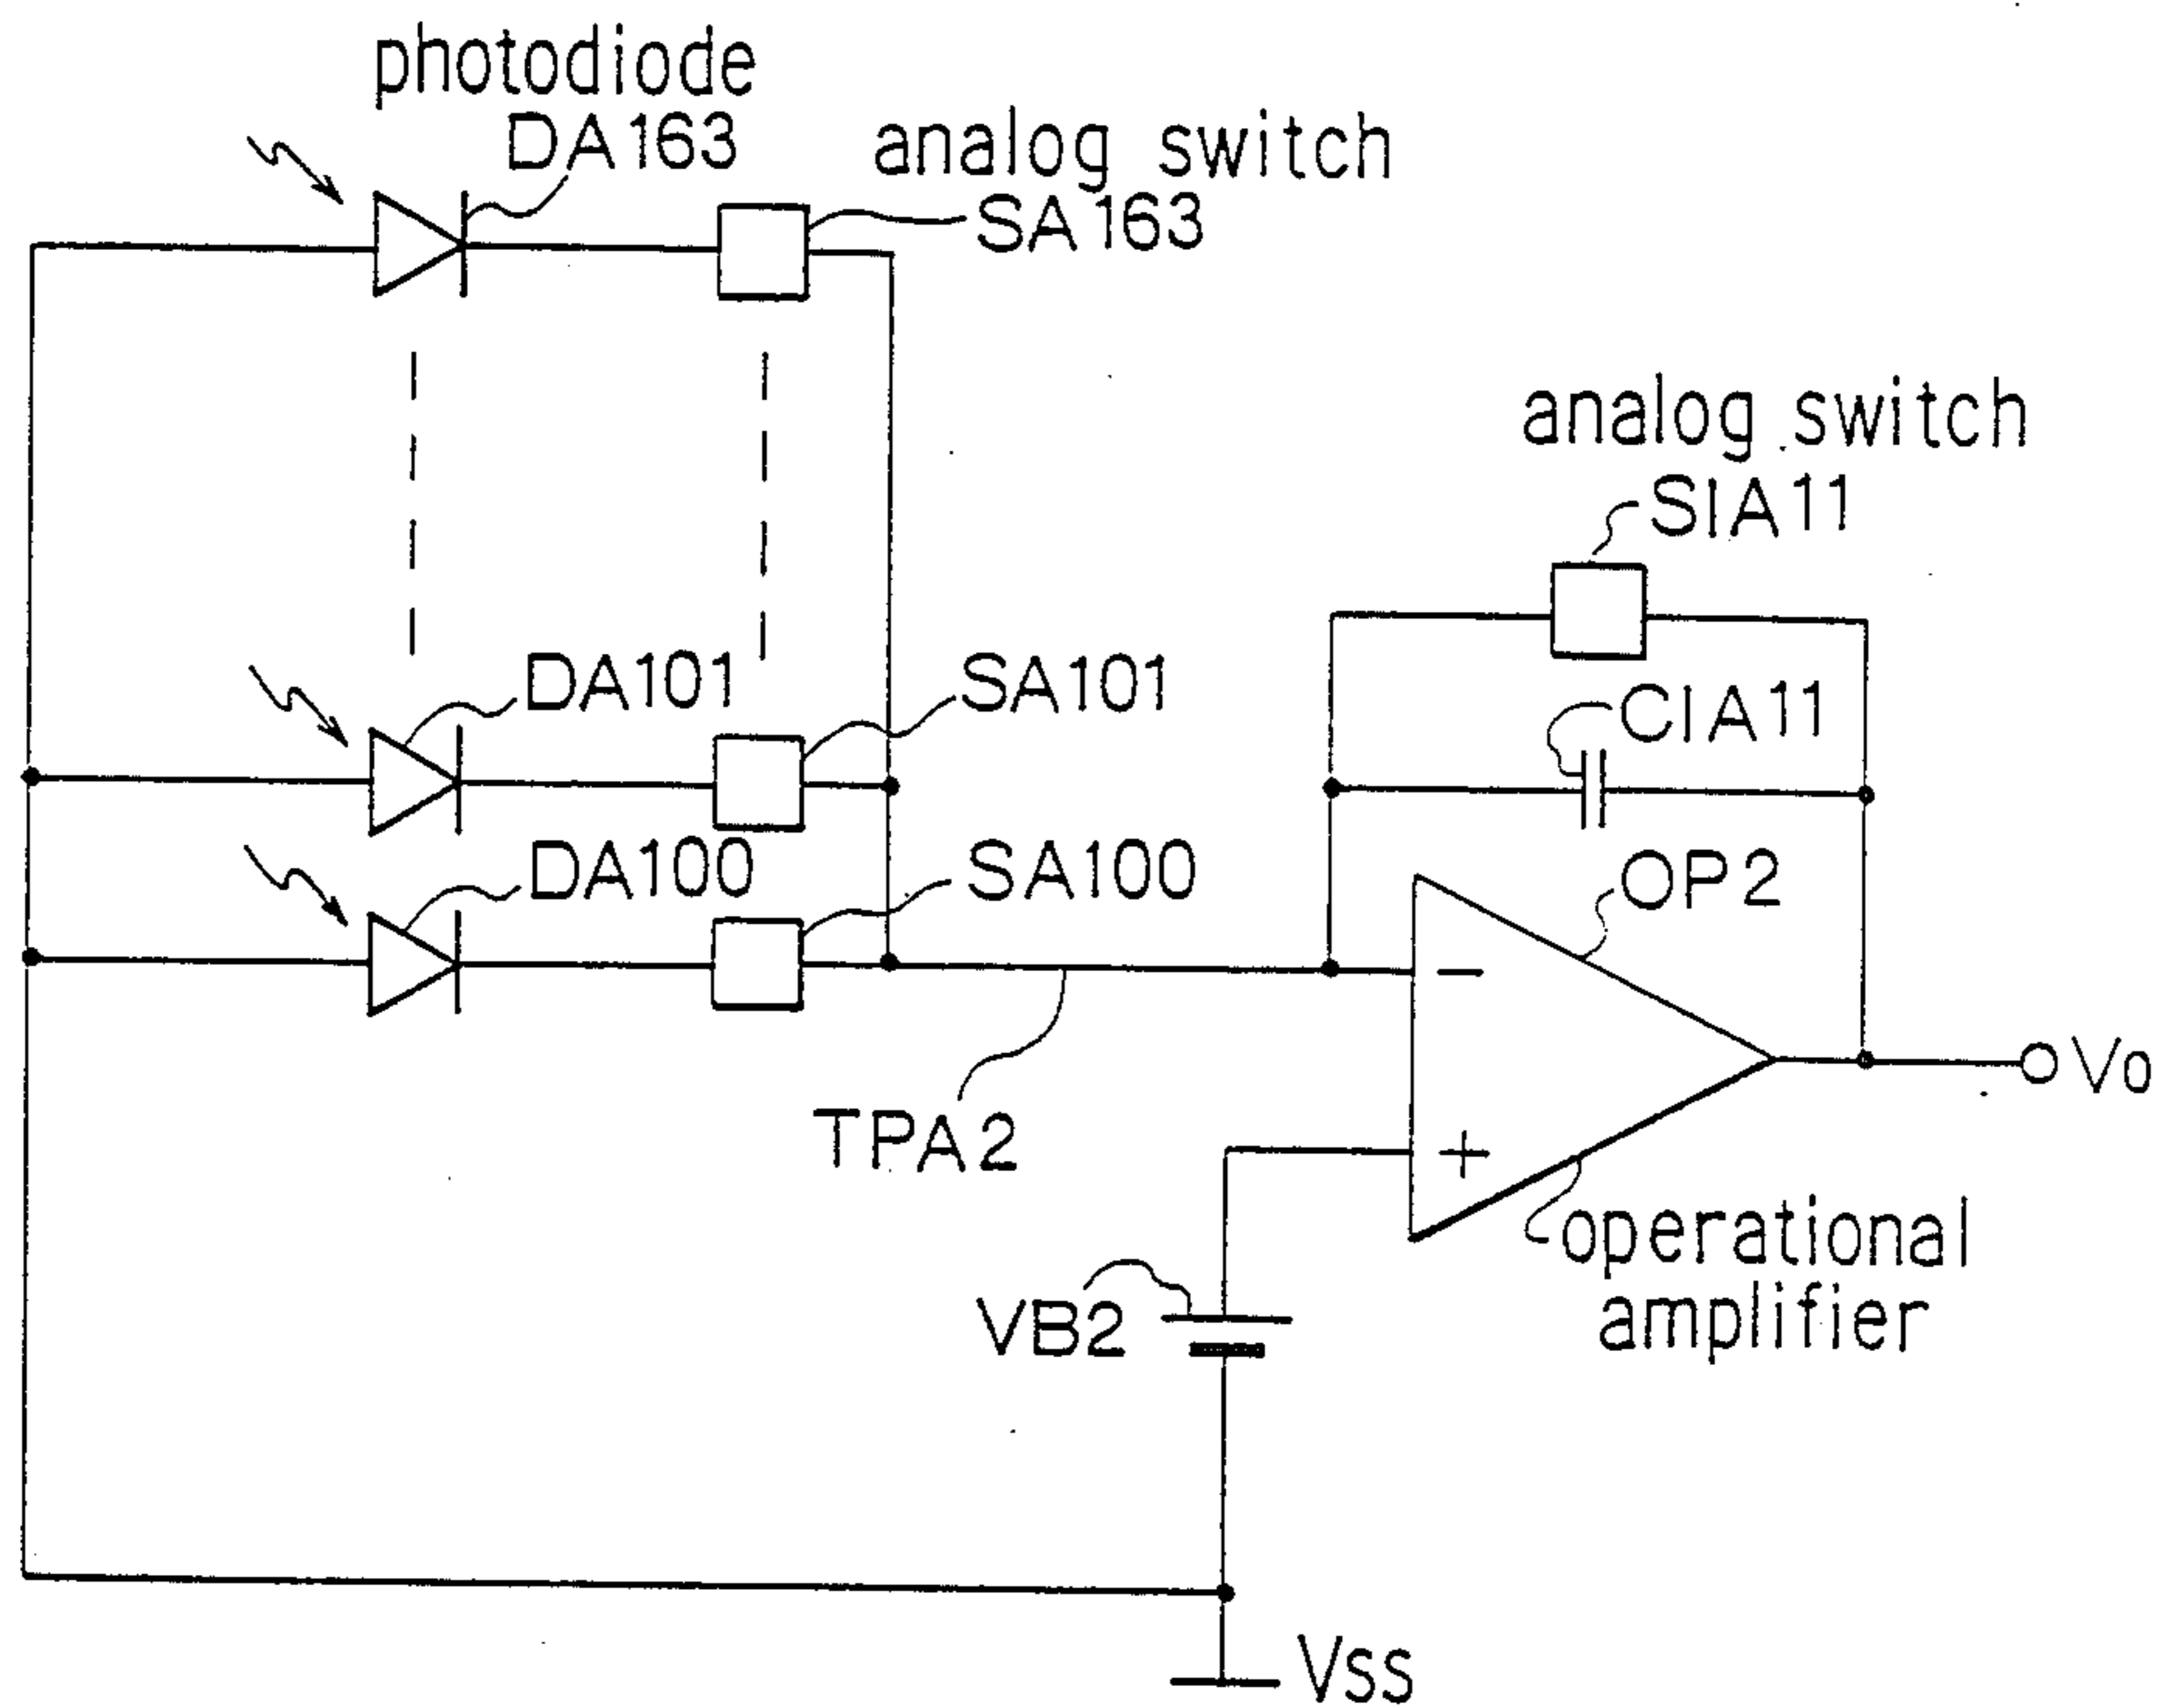 photodiode
DA163
analog switch
SA163
analog switch
SIA11
DA101
SA101
CIA11
DA100
SA100
OP2
−
TPA2
Vo
+
VB2
operational
amplifier
VSS